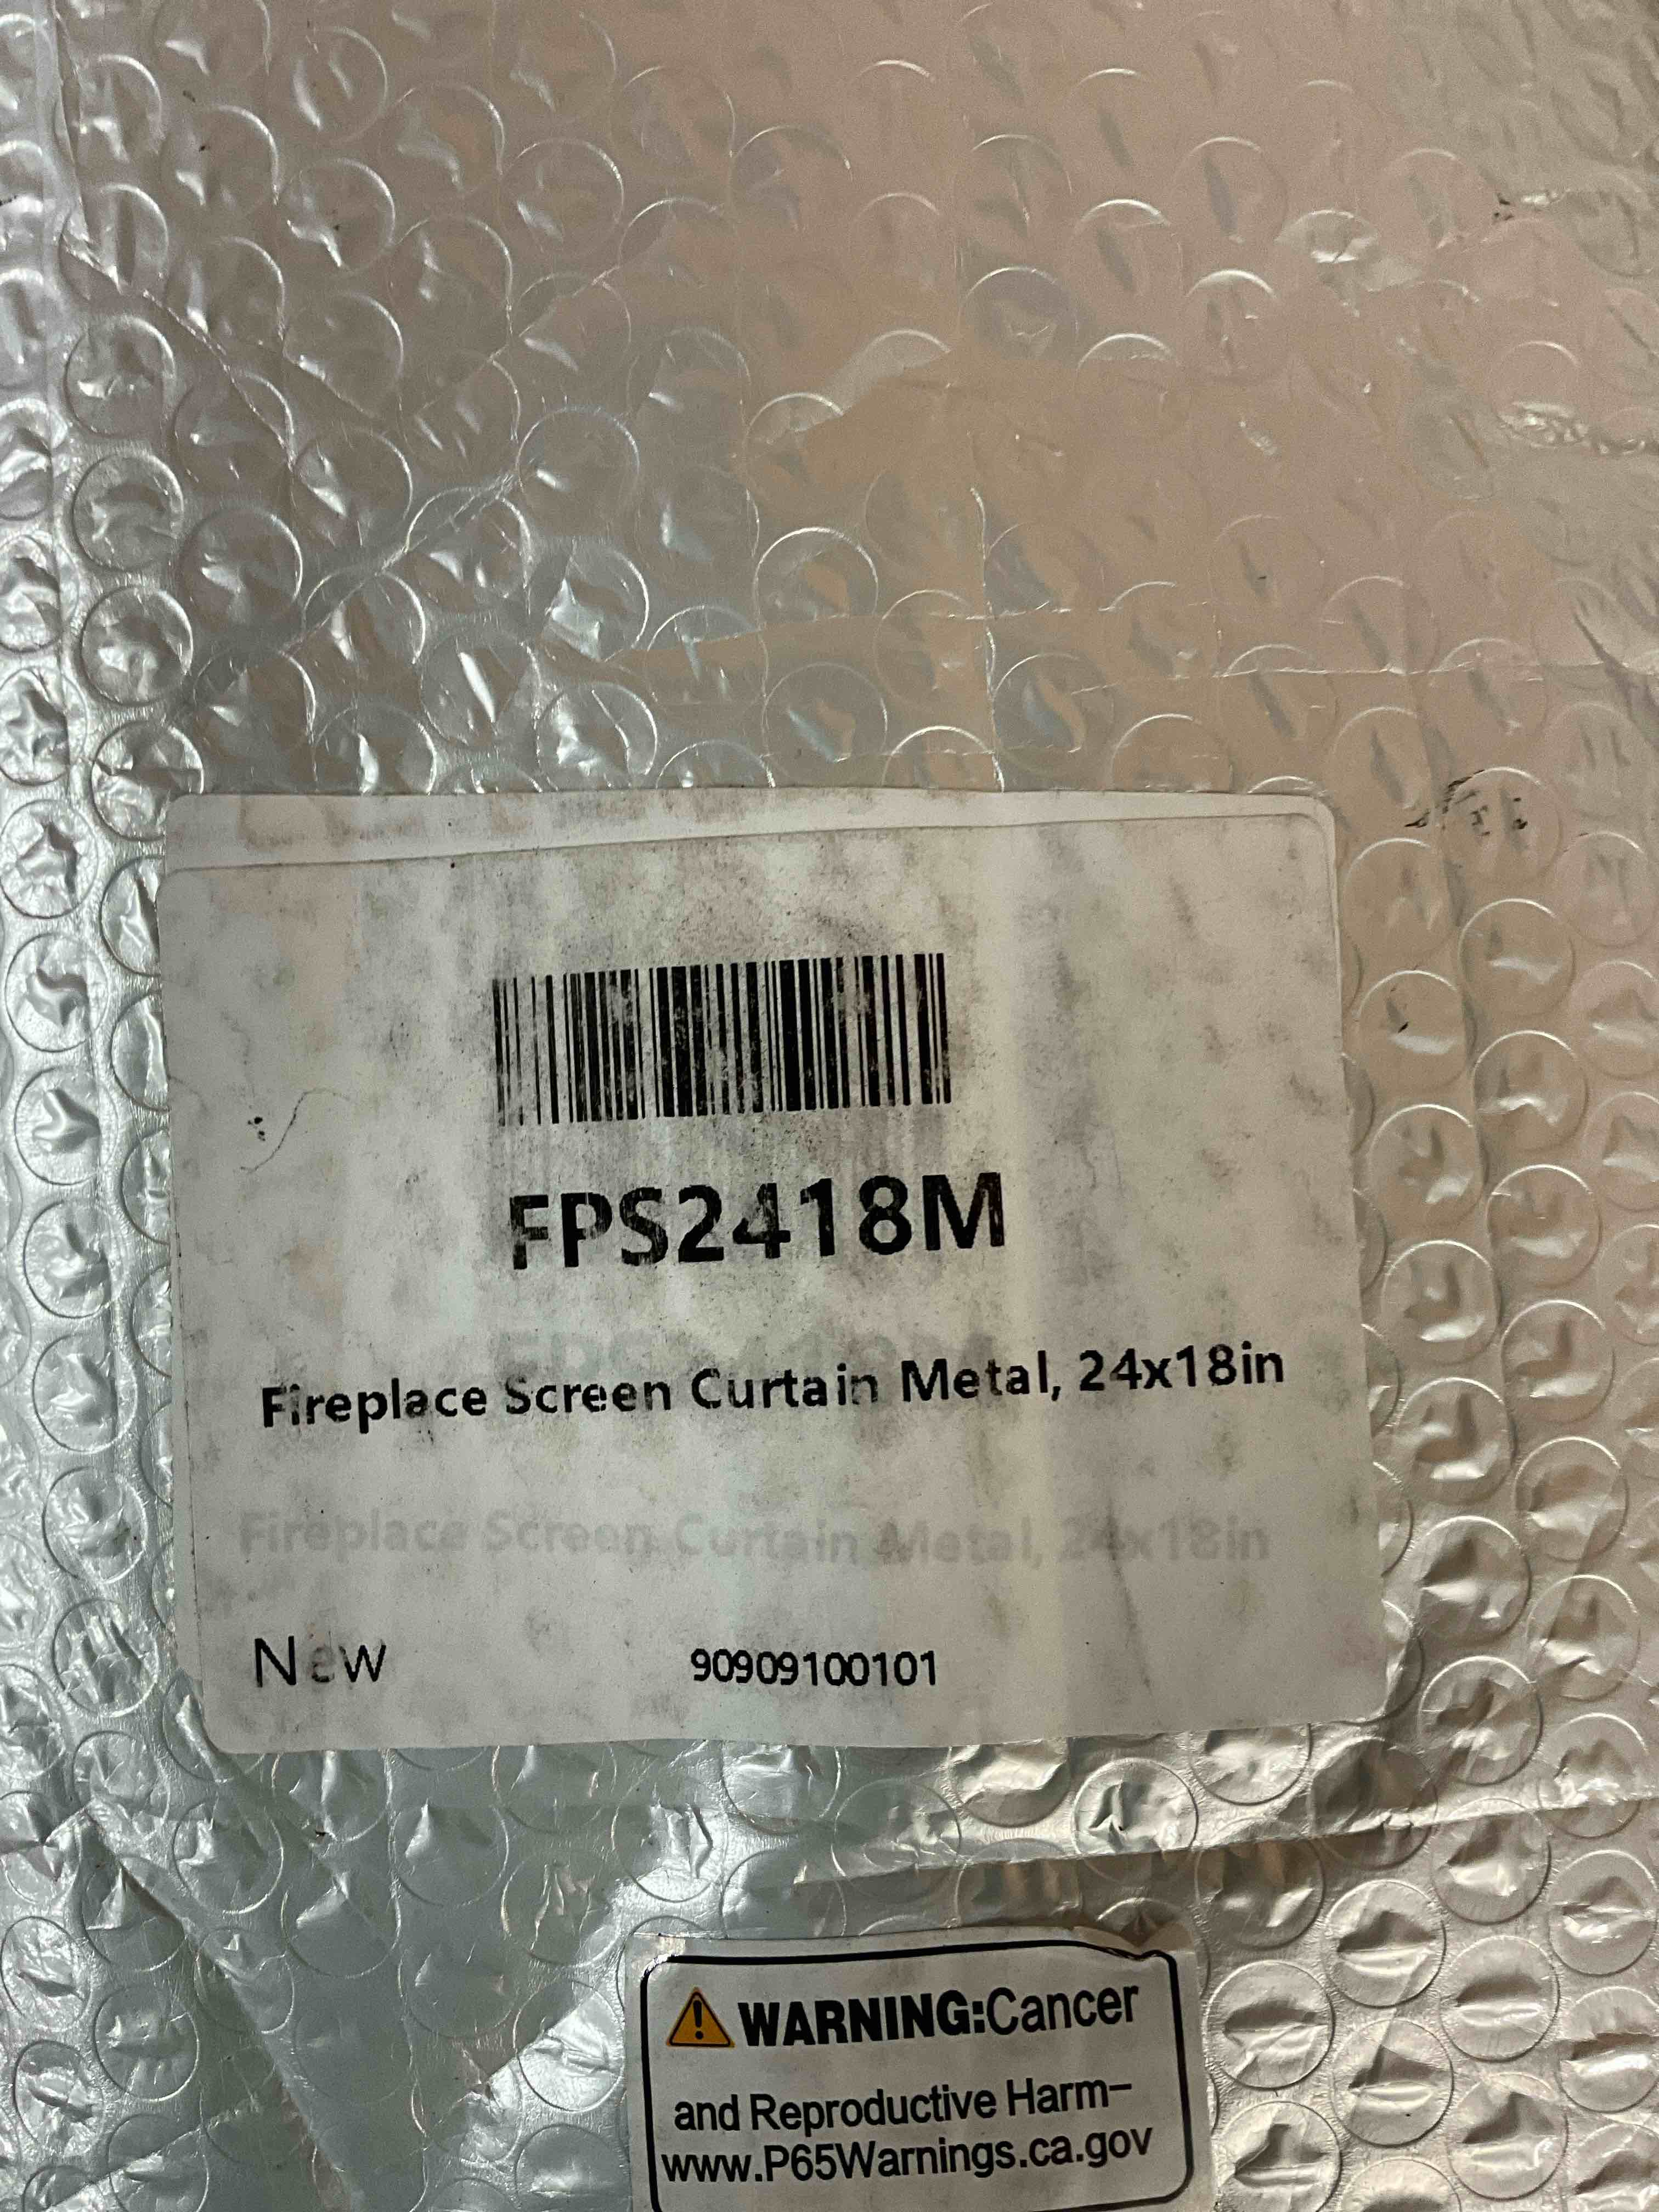 FPS2418M
Fireplace Screen Curtain Metal, 24x18in
Fireplace Screen Curtain Metal, 24x18in
New 90909100101
WARNING:Cancer
and Reproductive Harm-
www.P65Warnings.ca.gov